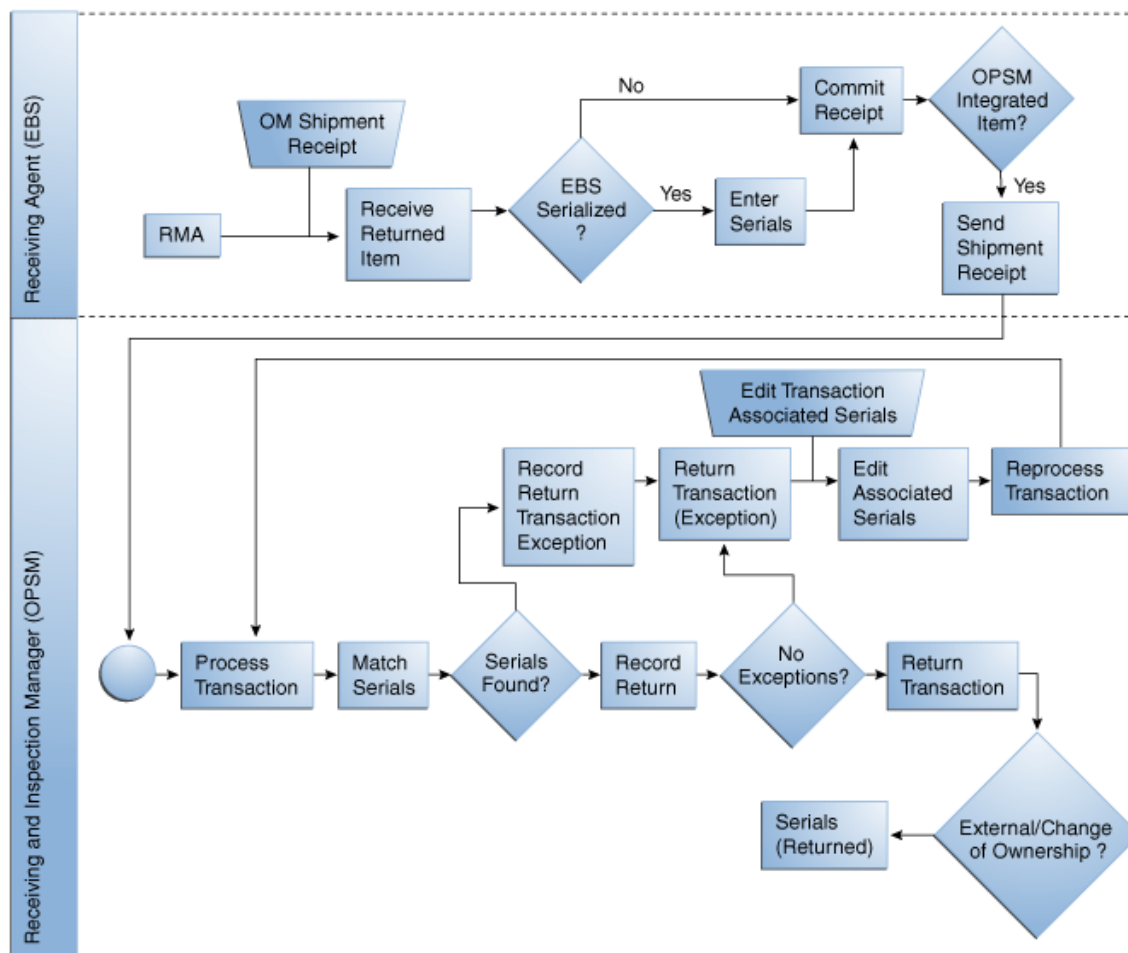 Receiving Agent (EBS)
OM Shipment
Receipt
RMA
Receive
Returned
Item
EBS
Serialized
?
No
Yes
Enter
Serials
Commit
Receipt
OPSM
Integrated
Item?
Yes
Send
Shipment
Receipt
Receiving and Inspection Manager (OPSM)
Edit Transaction
Associated Serials
Record
Return
Transaction
Exception
Return
Transaction
(Exception)
Edit
Associated
Serials
Reprocess
Transaction
Process
Transaction
Match
Serials
Serials
Found?
Record
Return
No
Exceptions?
Return
Transaction
External/Change
of Ownership ?
Serials
(Returned)